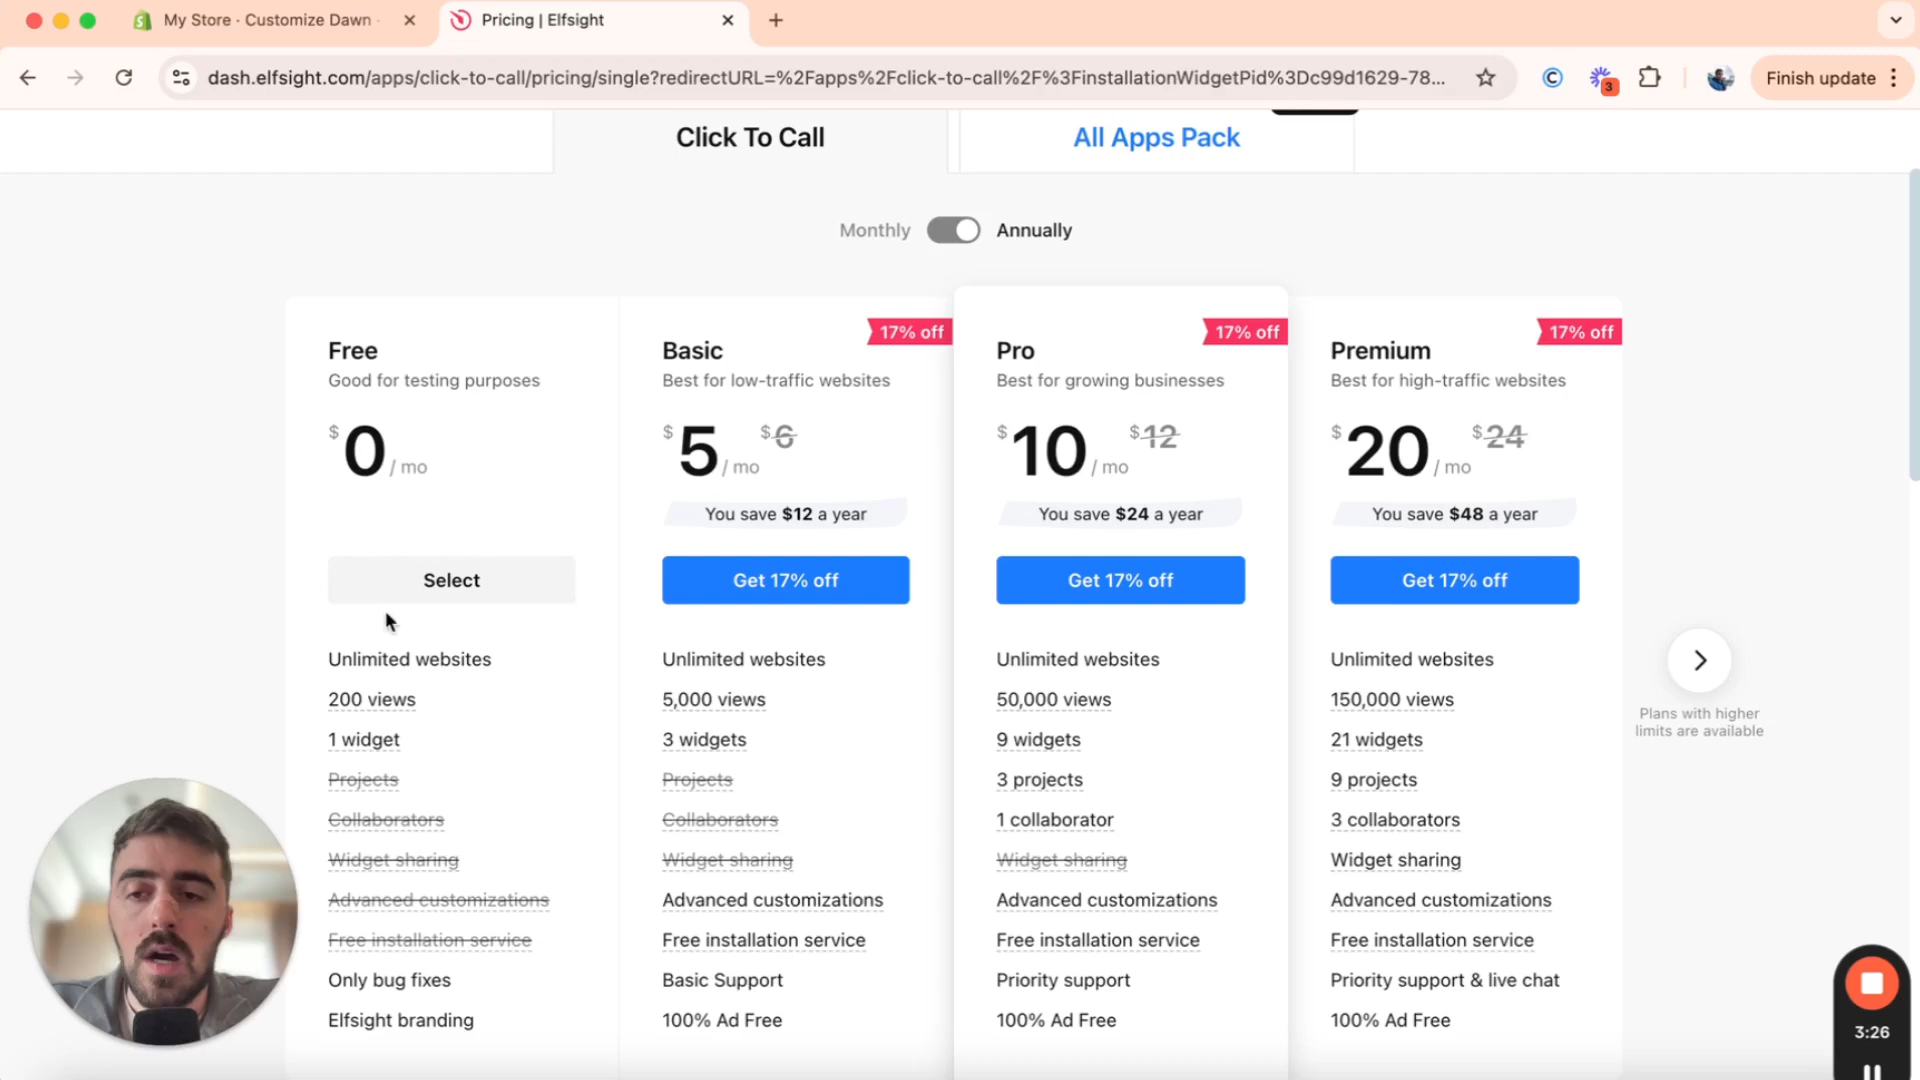 My Store · Customize Dawn ·
Pricing | Elfsight
dash.elfsight.com/apps/click-to-call/pricing/single?redirectURL=%2Fapps%2Fclick-to-call%2F%3FinstallationWidgetPid%3Dc99d1629-78...
3
Finish update
Click To Call
All Apps Pack
Monthly
Annually
Free
Good for testing purposes
$0 / mo
Select
Unlimited websites
200 views
1 widget
Projects
Collaborators
Widget sharing
Advanced customizations
Free installation service
Only bug fixes
Elfsight branding
17% off
Basic
Best for low-traffic websites
$5 / mo $6
You save $12 a year
Get 17% off
Unlimited websites
5,000 views
3 widgets
Projects
Collaborators
Widget sharing
Advanced customizations
Free installation service
Basic Support
100% Ad Free
17% off
Pro
Best for growing businesses
$10 / mo $12
You save $24 a year
Get 17% off
Unlimited websites
50,000 views
9 widgets
3 projects
1 collaborator
Widget sharing
Advanced customizations
Free installation service
Priority support
100% Ad Free
17% off
Premium
Best for high-traffic websites
$20 / mo $24
You save $48 a year
Get 17% off
Unlimited websites
150,000 views
21 widgets
9 projects
3 collaborators
Widget sharing
Advanced customizations
Free installation service
Priority support & live chat
100% Ad Free
Plans with higher
limits are available
3:26